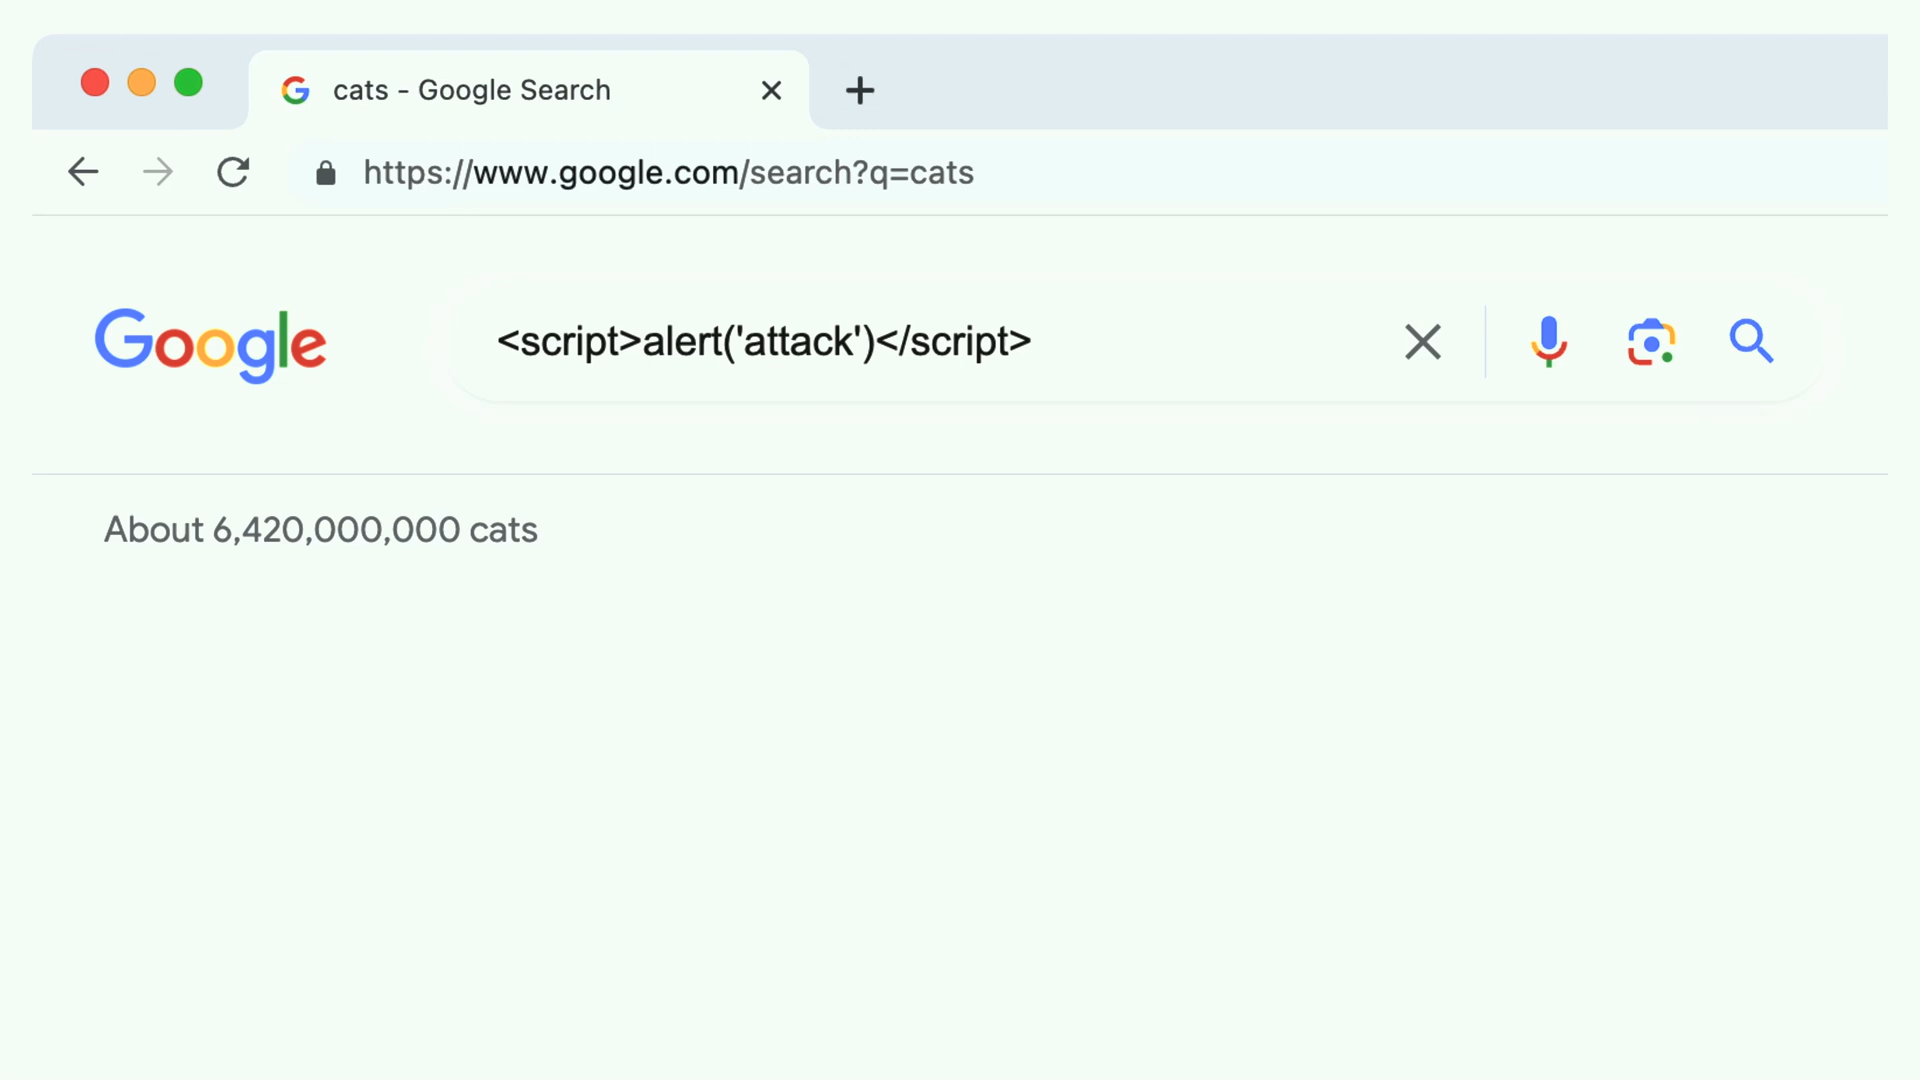 cats - Google Search
https://www.google.com/search?q=cats
Google
<script>alert('attack')</script>
About 6,420,000,000 cats